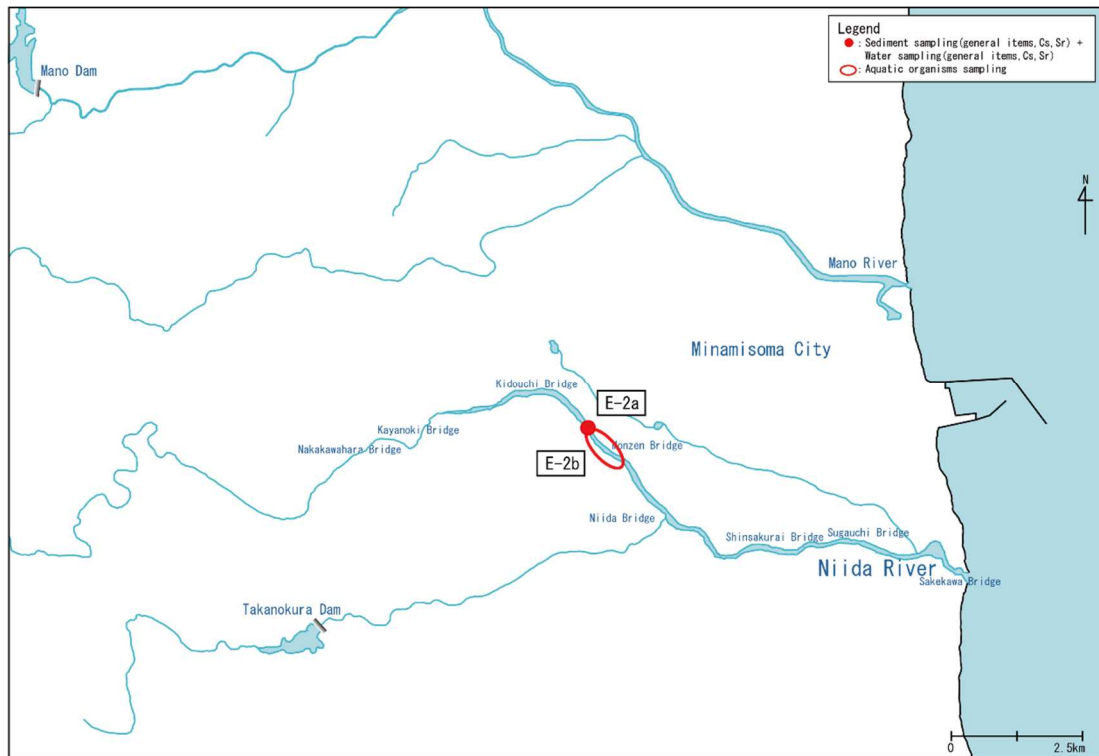 Legend
: Sediment sampling(general items,Cs,Sr) +
Water sampling(general items,Cs,Sr)
: Aquatic organisms sampling
Mano Dam
N
Mano River
Minamisoma City
Kidouchi Bridge
E-2a
Kayanoki Bridge
Nakakawahara Bridge
Monzen Bridge
E-2b
Niida Bridge
Shinsakurai Bridge
Sugauchi Bridge
Niida River
Sakekawa Bridge
Takanokura Dam
0
2.5km